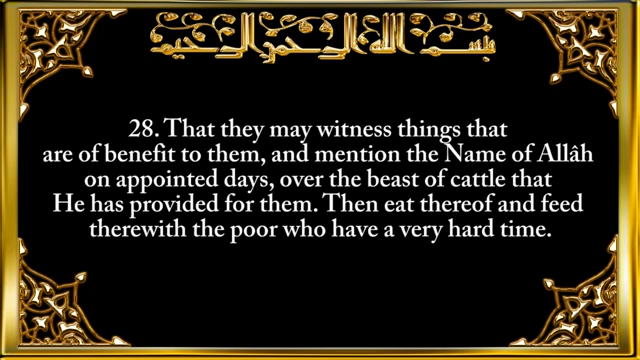 بسم الله الرحمن الرحيم
28. That they may witness things that
are of benefit to them, and mention the Name of Allâh
on appointed days, over the beast of cattle that
He has provided for them. Then eat thereof and feed
therewith the poor who have a very hard time.